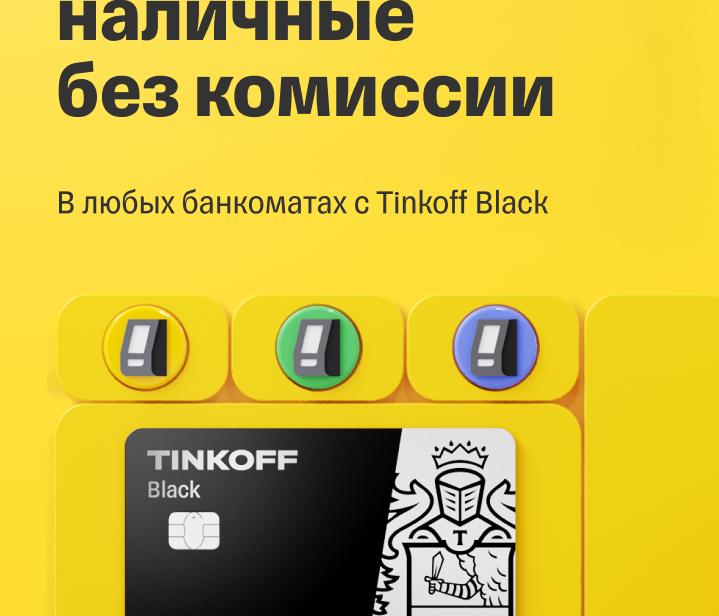 наличные
без комиссии
В любых банкоматах с Tinkoff Black
TINKOFF
Black
T